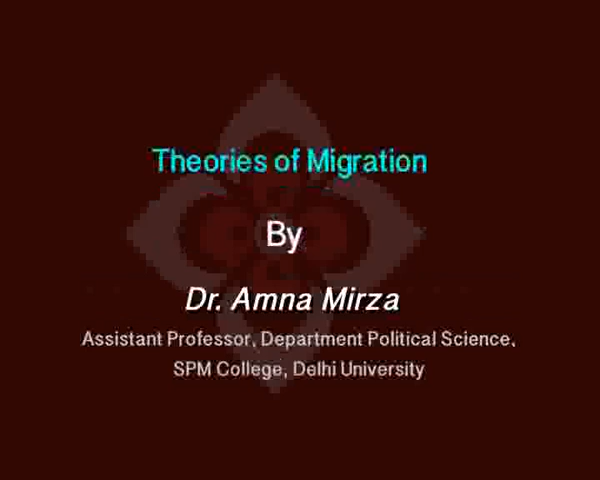 Theories of Migration
By
Dr. Amna Mirza
Assistant Professor, Department Political Science,
SPM College, Delhi University